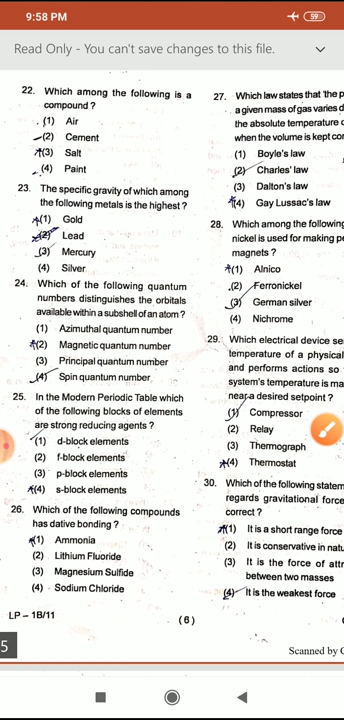 9:58 PM
59
Read Only - You can't save changes to this file.
22. Which among the following is a
compound ?
(1) Air
(2) Cement
(3) Salt
(4) Paint
23. The specific gravity of which among
the following metals is the highest ?
(1) Gold
(2) Lead
(3) Mercury
(4) Silver
24. Which of the following quantum
numbers distinguishes the orbitals
available within a subshell of an atom ?
(1) Azimuthal quantum number
(2) Magnetic quantum number
(3) Principal quantum number
(4) Spin quantum number
25. In the Modern Periodic Table which
of the following blocks of elements
are strong reducing agents ?
(1) d-block elements
(2) f-block elements
(3) p-block elements
(4) s-block elements
26. Which of the following compounds
has dative bonding ?
(1) Ammonia
(2) Lithium Fluoride
(3) Magnesium Sulfide
(4) Sodium Chloride
27. Which law states that 'the p
a given mass of gas varies d
the absolute temperature
when the volume is kept con
(1) Boyle's law
(2) Charles' law
(3) Dalton's law
(4) Gay Lussac's law
28. Which among the following
nickel is used for making pe
magnets ?
(1) Alnico
(2) Ferronickel
(3) German silver
(4) Nichrome
29. Which electrical device se
temperature of a physical
and performs actions so
system's temperature is ma
near a desired setpoint ?
(1) Compressor
(2) Relay
(3) Thermograph
(4) Thermostat
30. Which of the following statem
regards gravitational force
correct ?
(1) It is a short range force
(2) It is conservative in natu
(3) It is the force of attr
between two masses
(4) It is the weakest force
LP - 1B/11
(6)
5
Scanned by C